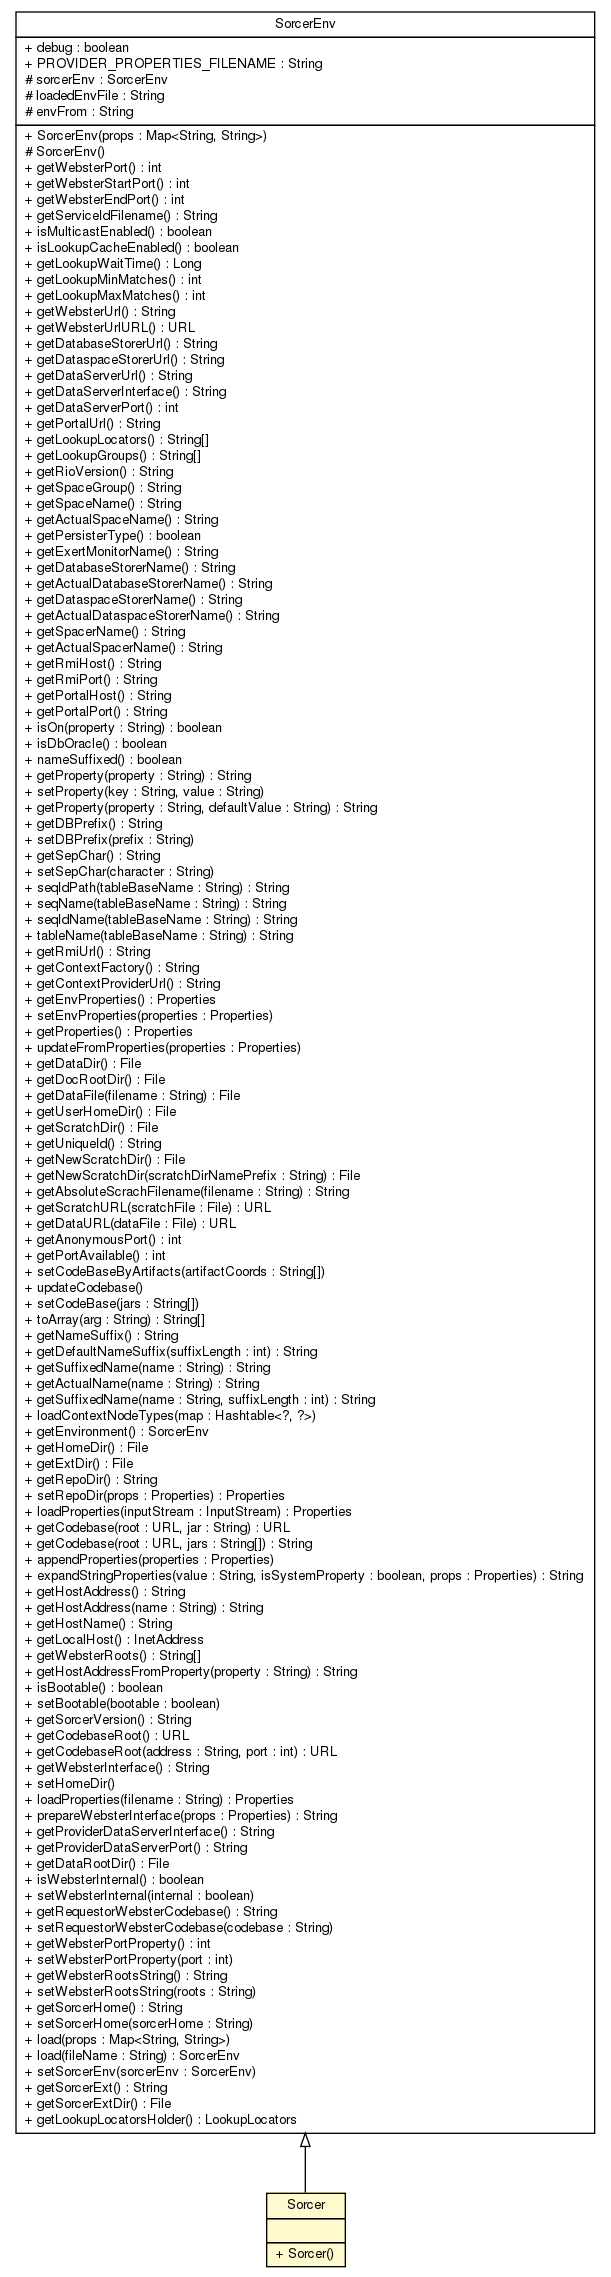 SorcerEnv
+ debug : boolean
+ PROVIDER_PROPERTIES_FILENAME : String
# sorcerEnv : SorcerEnv
# loadedEnvFile : String
# envFrom : String
+ SorcerEnv(props : Map<String, String>)
# SorcerEnv()
+ getWebsterPort() : int
+ getWebsterStartPort() : int
+ getWebsterEndPort() : int
+ getServiceIdFilename() : String
+ isMulticastEnabled() : boolean
+ isLookupCacheEnabled() : boolean
+ getLookupWaitTime() : Long
+ getLookupMinMatches() : int
+ getLookupMaxMatches() : int
+ getWebsterUrl() : String
+ getWebsterUrlURL() : URL
+ getDatabaseStorerUrl() : String
+ getDataspaceStorerUrl() : String
+ getDataServerUrl() : String
+ getDataServerInterface() : String
+ getDataServerPort() : int
+ getPortalUrl() : String
+ getLookupLocators() : String[]
+ getLookupGroups() : String[]
+ getRioVersion() : String
+ getSpaceGroup() : String
+ getSpaceName() : String
+ getActualSpaceName() : String
+ getPersisterType() : boolean
+ getExertMonitorName() : String
+ getDatabaseStorerName() : String
+ getActualDatabaseStorerName() : String
+ getDataspaceStorerName() : String
+ getActualDataspaceStorerName() : String
+ getSpacerName() : String
+ getActualSpacerName() : String
+ getRmiHost() : String
+ getRmiPort() : String
+ getPortalHost() : String
+ getPortalPort() : String
+ isOn(property : String) : boolean
+ isDbOracle() : boolean
+ nameSuffixed() : boolean
+ getProperty(property : String) : String
+ setProperty(key : String, value : String)
+ getProperty(property : String, defaultValue : String) : String
+ getDBPrefix() : String
+ setDBPrefix(prefix : String)
+ getSepChar() : String
+ setSepChar(character : String)
+ seqIdPath(tableBaseName : String) : String
+ seqName(tableBaseName : String) : String
+ seqIdName(tableBaseName : String) : String
+ tableName(tableBaseName : String) : String
+ getRmiUrl() : String
+ getContextFactory() : String
+ getContextProviderUrl() : String
+ getEnvProperties() : Properties
+ setEnvProperties(properties : Properties)
+ getProperties() : Properties
+ updateFromProperties(properties : Properties)
+ getDataDir() : File
+ getDocRootDir() : File
+ getDataFile(filename : String) : File
+ getUserHomeDir() : File
+ getScratchDir() : File
+ getUniqueId() : String
+ getNewScratchDir() : File
+ getNewScratchDir(scratchDirNamePrefix : String) : File
+ getAbsoluteScrachFilename(filename : String) : String
+ getScratchURL(scratchFile : File) : URL
+ getDataURL(dataFile : File) : URL
+ getAnonymousPort() : int
+ getPortAvailable() : int
+ setCodeBaseByArtifacts(artifactCoords : String[])
+ updateCodebase()
+ setCodeBase(jars : String[])
+ toArray(arg : String) : String[]
+ getNameSuffix() : String
+ getDefaultNameSuffix(suffixLength : int) : String
+ getSuffixedName(name : String) : String
+ getActualName(name : String) : String
+ getSuffixedName(name : String, suffixLength : int) : String
+ loadContextNodeTypes(map : Hashtable<?, ?>)
+ getEnvironment() : SorcerEnv
+ getHomeDir() : File
+ getExtDir() : File
+ getRepoDir() : String
+ setRepoDir(props : Properties) : Properties
+ loadProperties(inputStream : InputStream) : Properties
+ getCodebase(root : URL, jar : String) : URL
+ getCodebase(root : URL, jars : String[]) : String
+ appendProperties(properties : Properties)
+ expandStringProperties(value : String, isSystemProperty : boolean, props : Properties) : String
+ getHostAddress() : String
+ getHostAddress(name : String) : String
+ getHostName() : String
+ getLocalHost() : InetAddress
+ getWebsterRoots() : String[]
+ getHostAddressFromProperty(property : String) : String
+ isBootable() : boolean
+ setBootable(bootable : boolean)
+ getSorcerVersion() : String
+ getCodebaseRoot() : URL
+ getCodebaseRoot(address : String, port : int) : URL
+ getWebsterInterface() : String
+ setHomeDir()
+ loadProperties(filename : String) : Properties
+ prepareWebsterInterface(props : Properties) : String
+ getProviderDataServerInterface() : String
+ getProviderDataServerPort() : String
+ getDataRootDir() : File
+ isWebsterInternal() : boolean
+ setWebsterInternal(internal : boolean)
+ getRequestorWebsterCodebase() : String
+ setRequestorWebsterCodebase(codebase : String)
+ getWebsterPortProperty() : int
+ setWebsterPortProperty(port : int)
+ getWebsterRootsString() : String
+ setWebsterRootsString(roots : String)
+ getSorcerHome() : String
+ setSorcerHome(sorcerHome : String)
+ load(props : Map<String, String>)
+ load(fileName : String) : SorcerEnv
+ setSorcerEnv(sorcerEnv : SorcerEnv)
+ getSorcerExt() : String
+ getSorcerExtDir() : File
+ getLookupLocatorsHolder() : LookupLocators
Sorcer
+ Sorcer()